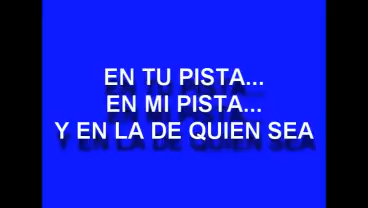 EN TU PISTA...
EN MI PISTA...
Y EN LA DE QUIEN SEA